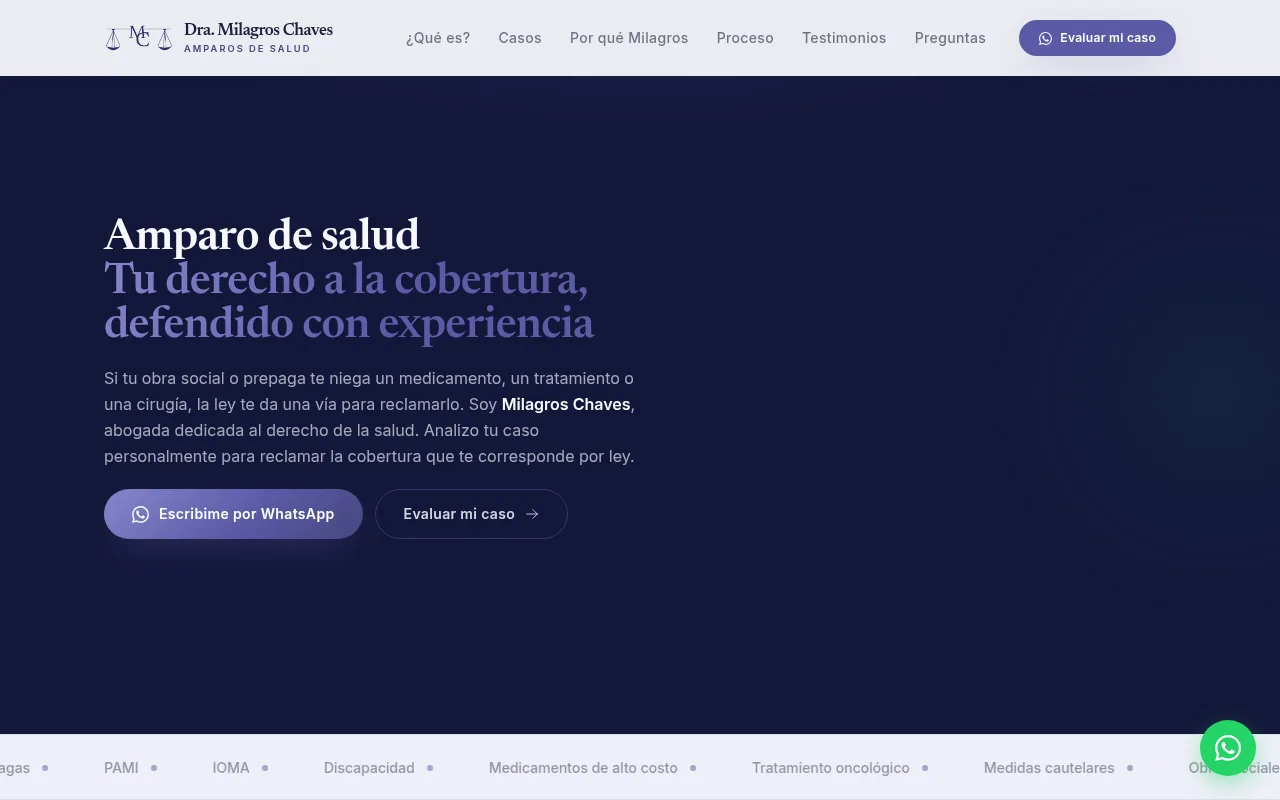 MC
Dra. Milagros Chaves
AMPAROS DE SALUD
¿Qué es?
Casos
Por qué Milagros
Proceso
Testimonios
Preguntas
Evaluar mi caso
Amparo de salud
Tu derecho a la cobertura,
defendido con experiencia
Si tu obra social o prepaga te niega un medicamento, un tratamiento o
una cirugía, la ley te da una vía para reclamarlo. Soy Milagros Chaves,
abogada dedicada al derecho de la salud. Analizo tu caso
personalmente para reclamar la cobertura que te corresponde por ley.
Escribime por WhatsApp
Evaluar mi caso →
agas • PAMI • IOMA • Discapacidad • Medicamentos de alto costo • Tratamiento oncológico • Medidas cautelares •